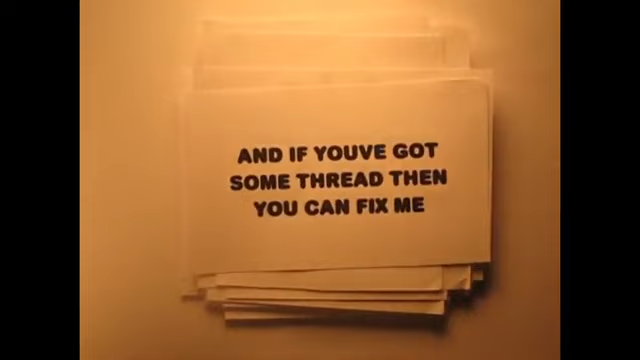 AND IF YOUVE GOT
SOME THREAD THEN
YOU CAN FIX ME